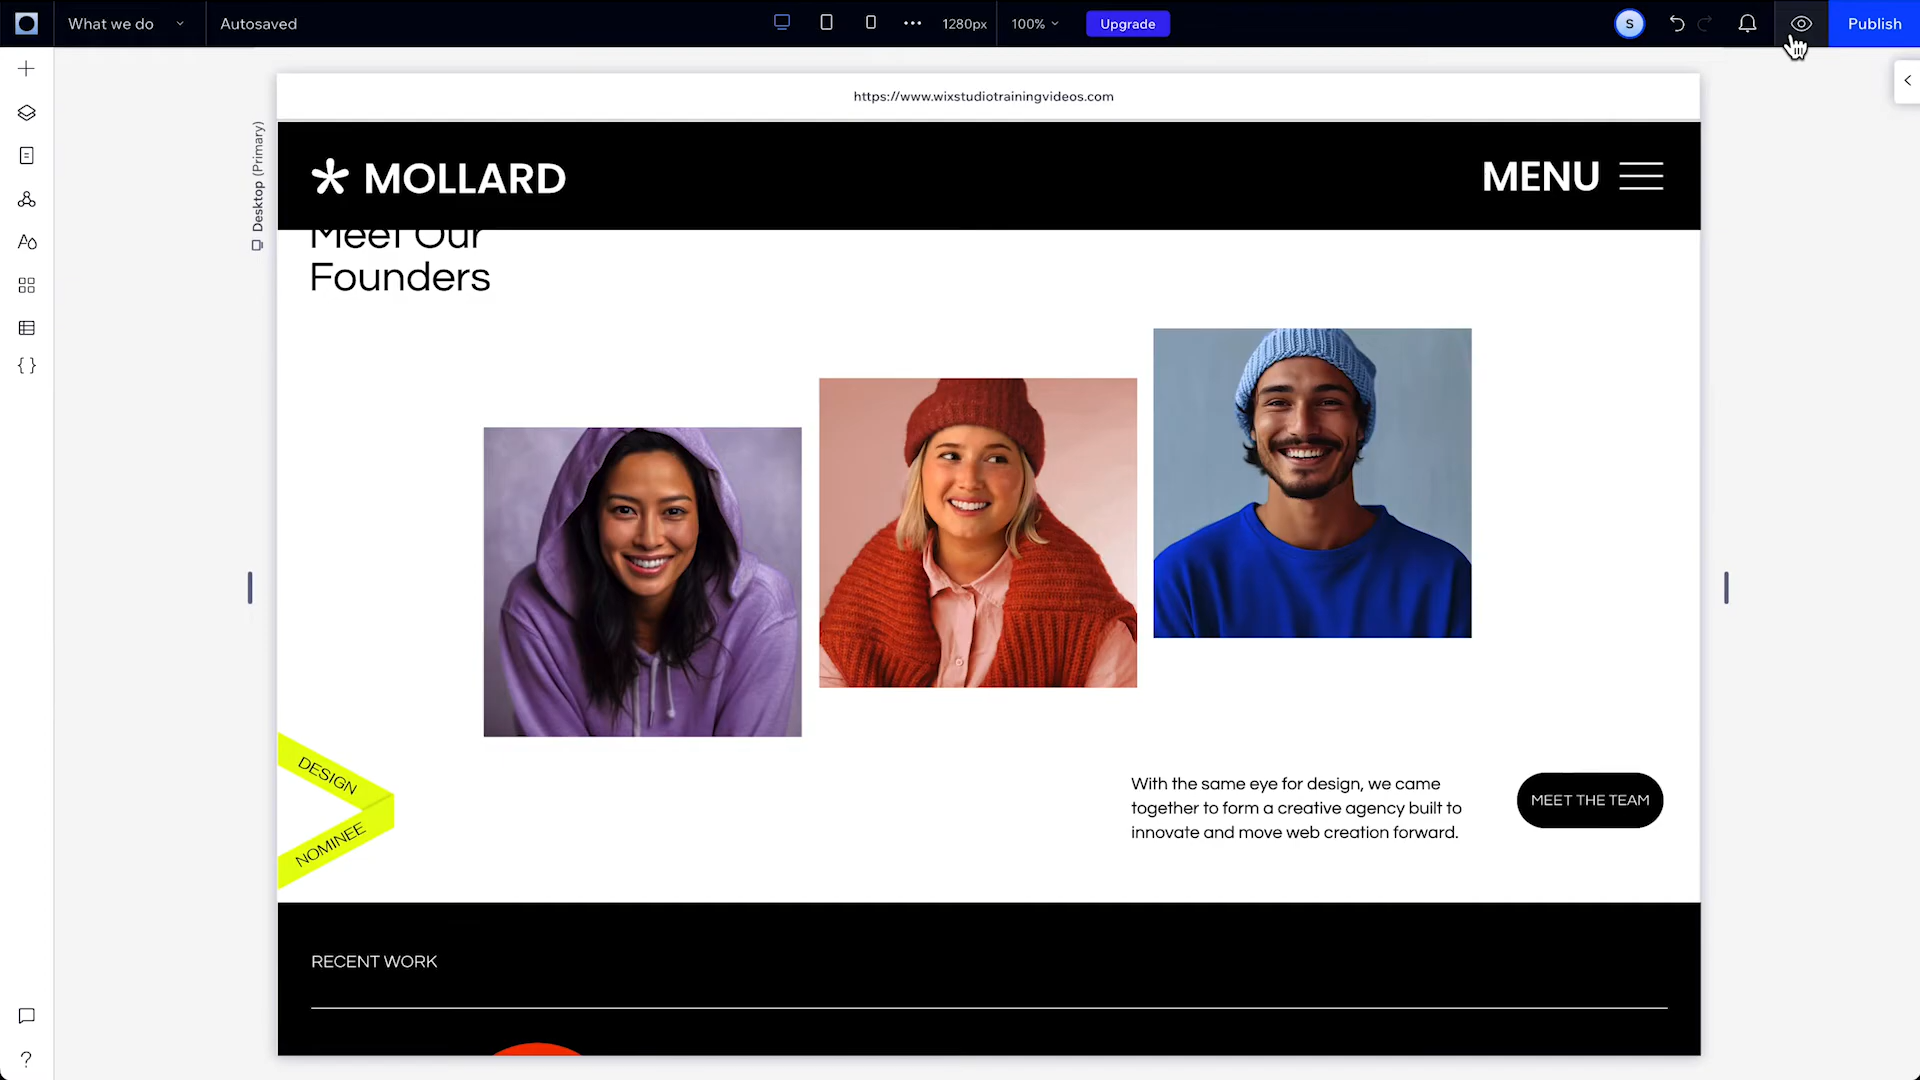 What we do
Autosaved
1280px
100%
Upgrade
S
Publish
https://www.wixstudiotrainingvideos.com
Desktop (Primary)
MOLLARD
MENU
Meet Our
Founders
DESIGN
NOMINEE
With the same eye for design, we came
together to form a creative agency built to
innovate and move web creation forward.
MEET THE TEAM
RECENT WORK